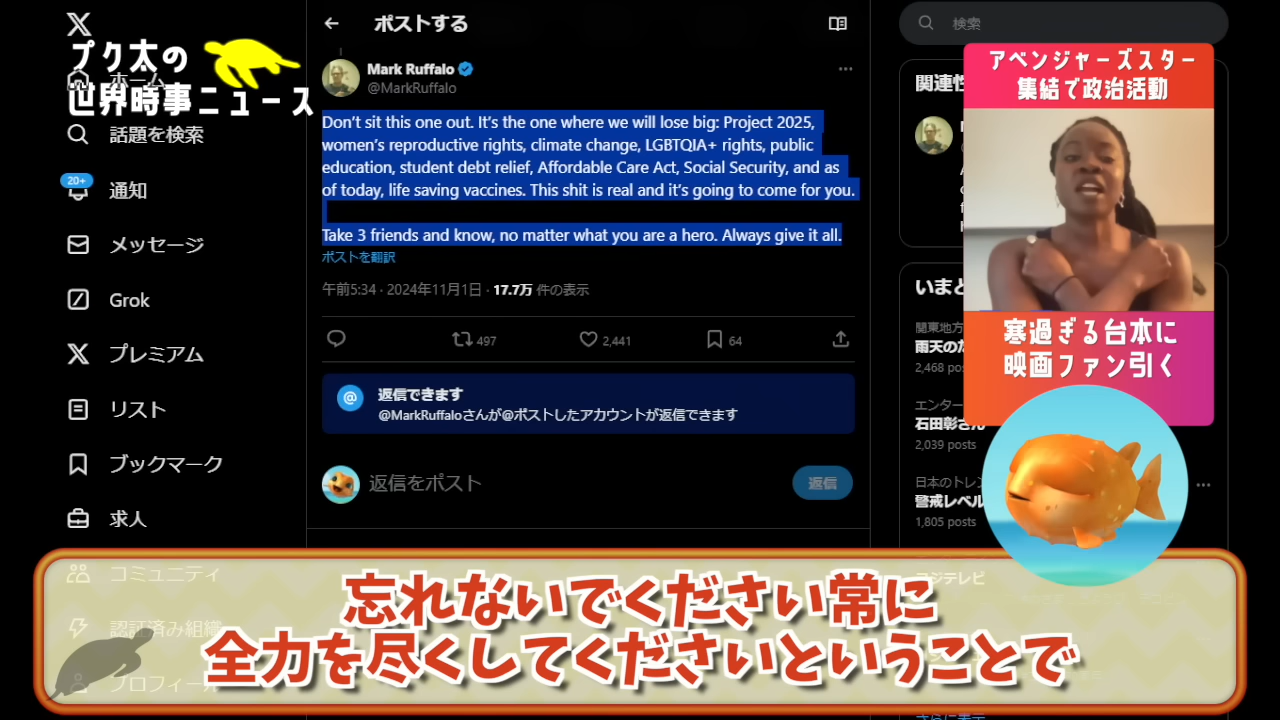 プク太の
世界時事ニュース
ホーム
話題を検索
20+
通知
メッセージ
Grok
プレミアム
リスト
ブックマーク
求人
コミュニティ
認証済み組織
プロフィール
ポストする
Mark Ruffalo
@MarkRuffalo
Don't sit this one out. It's the one where we will lose big: Project 2025,
women's reproductive rights, climate change, LGBTQIA+ rights, public
education, student debt relief, Affordable Care Act, Social Security, and as
of today, life saving vaccines. This shit is real and it's going to come for you.
Take 3 friends and know, no matter what you are a hero. Always give it all.
ポストを翻訳
午前5:34 · 2024年11月1日 · 17.7万 件の表示
497
2,441
64
返信できます
@MarkRuffaloさんが@ポストしたアカウントが返信できます
返信をポスト
返信
検索
関連性
いまど
関東地方
雨天のた
2,468 pos
エンター
石田彰さん
2,039 posts
日本のトレン
警戒レベル
1,805 posts
フジテレビ
さらに表示
アベンジャーズスター
集結で政治活動
寒過ぎる台本に
映画ファン引く
忘れないでください常に
全力を尽くしてくださいということで